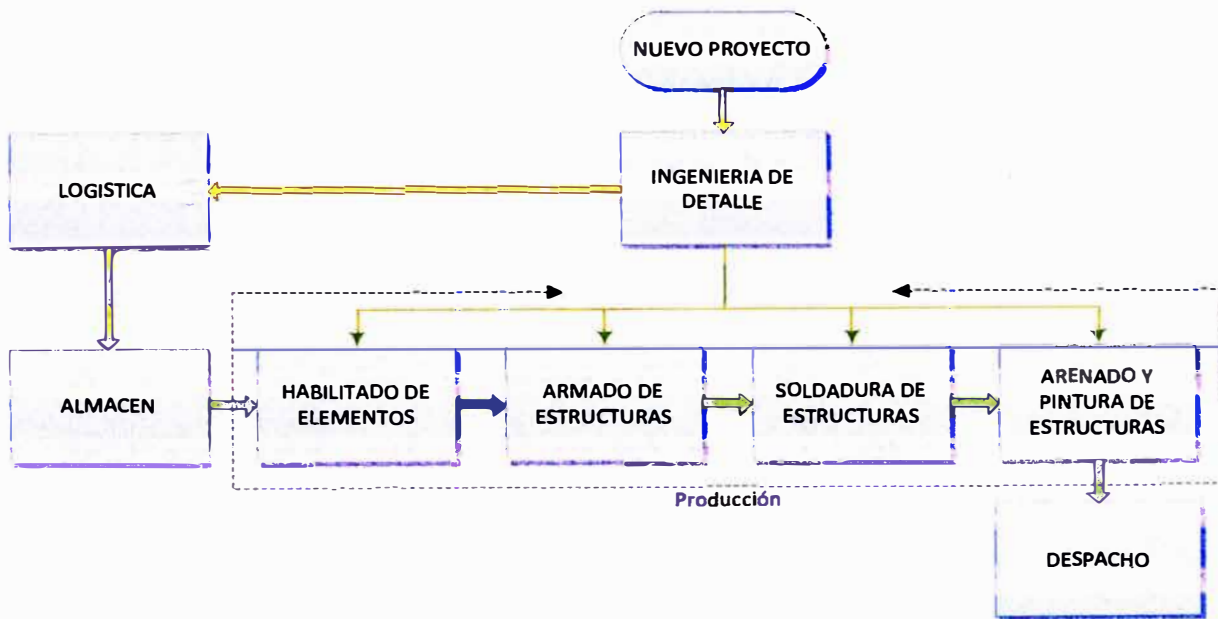 NUEVO PROYECTO
LOGISTICA
INGENIERIA DE
DETALLE
ALMACEN
HABILITADO DE
ELEMENTOS
ARMADO DE
ESTRUCTURAS
SOLDADURA DE
ESTRUCTURAS
ARENADO Y
PINTURA DE
ESTRUCTURAS
Producción
DESPACHO